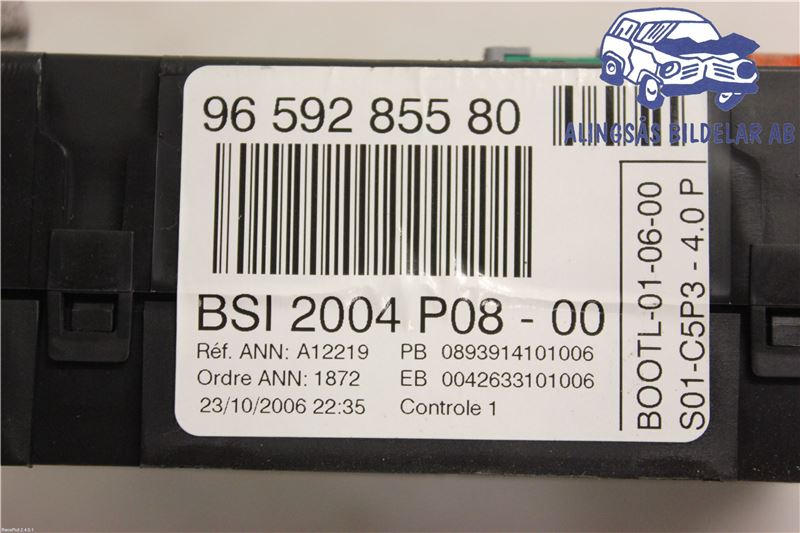 96 592 855 80
ALINGSÅS BILDELAR AB
BSI 2004 P08 - 00
Réf. ANN: A12219 PB 0893914101006
Ordre ANN: 1872 EB 0042633101006
23/10/2006 22:35 Controle 1
BOOTL-01-06-00
S01-C5P3 - 4.0 P